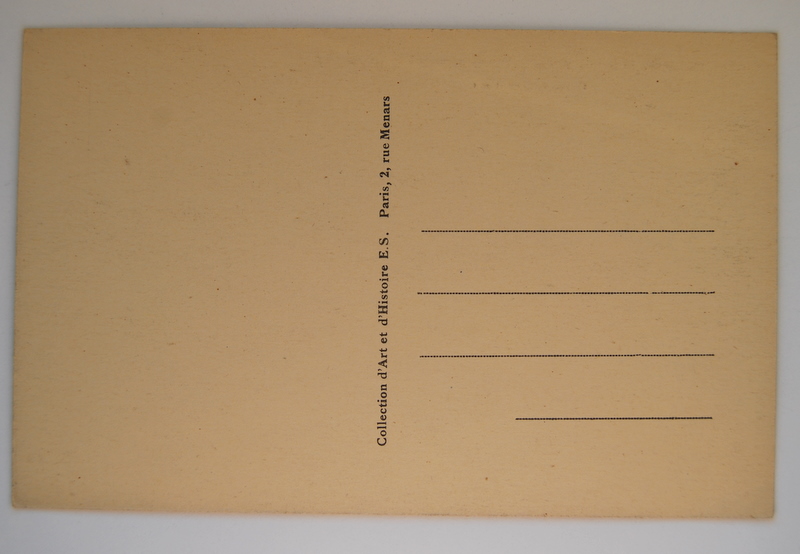 Collection d'Art et d'Histoire E.S. Paris, 2, rue Menars